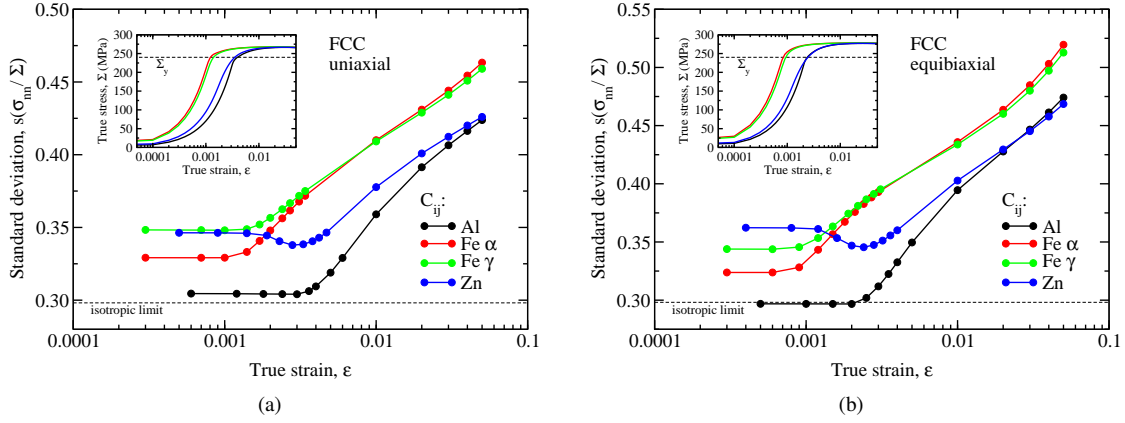 0.50
0.45
0.40
0.35
0.30
Standard deviation, s(σnn/Σ)
0.0001
0.001
0.01
0.1
True strain, ε
300
250
200
150
100
50
0
True stress, Σ (MPa)
Σy
0.0001
0.001
0.01
True strain, ε
FCC
uniaxial
Cij:
Al
Fe α
Fe γ
Zn
isotropic limit
(a)
0.55
0.50
0.45
0.40
0.35
0.30
0.25
Standard deviation, s(σnn/Σ)
0.0001
0.001
0.01
0.1
True strain, ε
300
250
200
150
100
50
0
True stress, Σ (MPa)
Σy
0.0001
0.001
0.01
True strain, ε
FCC
equibiaxial
Cij:
Al
Fe α
Fe γ
Zn
isotropic limit
(b)